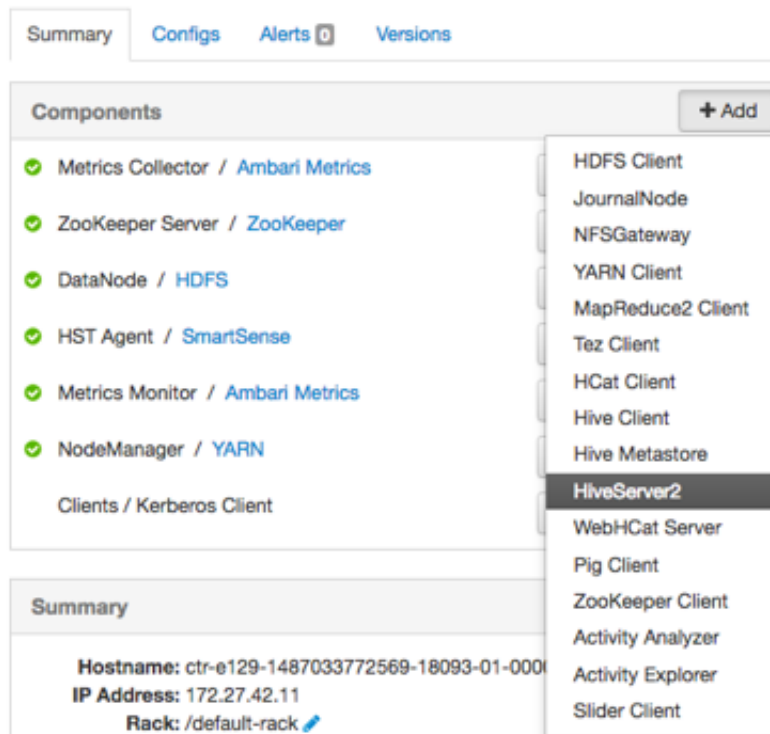 Summary Configs Alerts 0 Versions
Components
+ Add
Metrics Collector / Ambari Metrics
ZooKeeper Server / ZooKeeper
DataNode / HDFS
HST Agent / SmartSense
Metrics Monitor / Ambari Metrics
NodeManager / YARN
Clients / Kerberos Client
HDFS Client
JournalNode
NFSGateway
YARN Client
MapReduce2 Client
Tez Client
HCat Client
Hive Client
Hive Metastore
HiveServer2
WebHCat Server
Pig Client
ZooKeeper Client
Activity Analyzer
Activity Explorer
Slider Client
Summary
Hostname: ctr-e129-1487033772569-18093-01-000
IP Address: 172.27.42.11
Rack: /default-rack